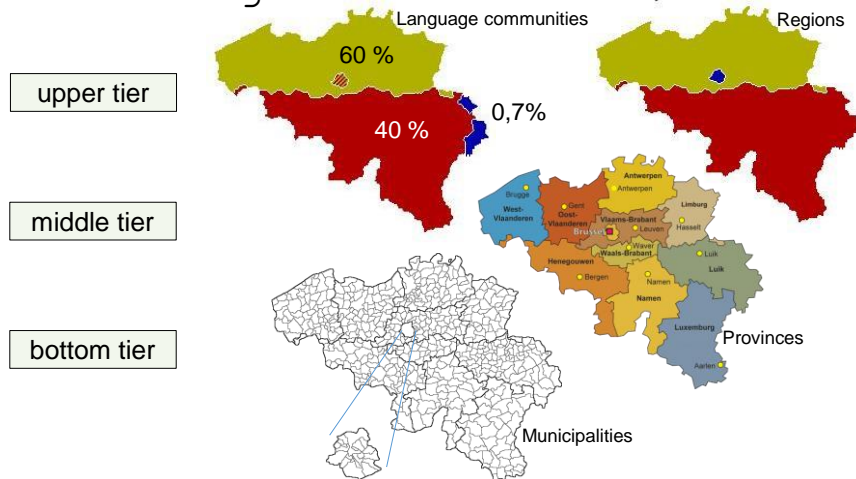 Language communities
Regions
60 %
upper tier
0,7%
40 %
Antwerpen
Brugge
Antwerpen
Limburg
West-
Vlaanderen
Gent
Oost-
Vlaanderen
Vlaams-Brabant
Leuven
Hasselt
middle tier
Brussel
Waver
Waals-Brabant
Luik
Henegouwen
Luik
Bergen
Namen
Namen
Luxemburg
Provinces
bottom tier
Aarlen
Municipalities